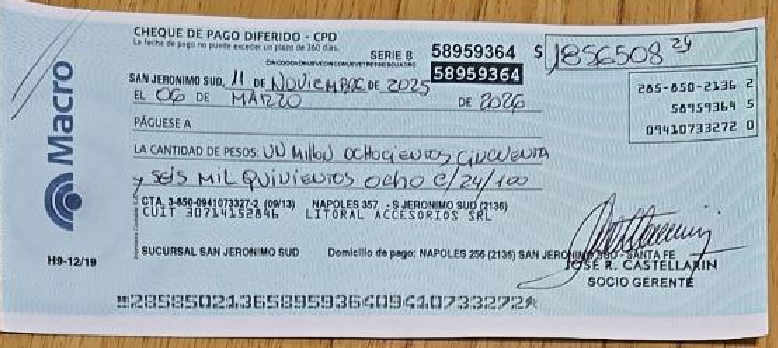 CHEQUE DE PAGO DIFERIDO - CPD
La fecha de pago no puede exceder un plazo de 360 días.
SERIE B 58959364 $ 1856508 24
58959364
SAN JERONIMO SUD, 11 DE NOVIEMBRE DE 2025
EL 06 DE MARZO DE 2026
285-850-2136 2
58959364 5
09410733272 0
PÁGUESE A
LA CANTIDAD DE PESOS: UN MILLON OCHOCIENTOS CINCUENTA
Y SEIS MIL QUINIENTOS OCHO C/24/100
CTA. 3-850-0941073327-2 (09/13) NAPOLES 357 - S JERONIMO SUD (2136)
CUIT 30714152846 LITORAL ACCESORIOS SRL
SUCURSAL SAN JERONIMO SUD Domicilio de pago: NAPOLES 256 (2136) SAN JERONIMO SUD - SANTA FE
JOSE R. CASTELLARIN
SOCIO GERENTE
Macro
H9-12/19
28585021365895936409410733272